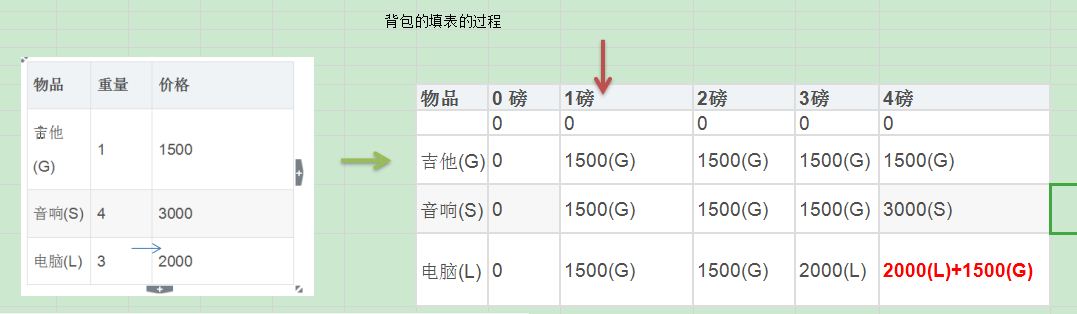 背包的填表的过程
物品 重量 价格
吉他
(G) 1 1500
音响(S) 4 3000
电脑(L) 3 2000
物品 0 磅 1磅 2磅 3磅 4磅
0 0 0 0 0
吉他(G) 0 1500(G) 1500(G) 1500(G) 1500(G)
音响(S) 0 1500(G) 1500(G) 1500(G) 3000(S)
电脑(L) 0 1500(G) 1500(G) 2000(L) 2000(L)+1500(G)